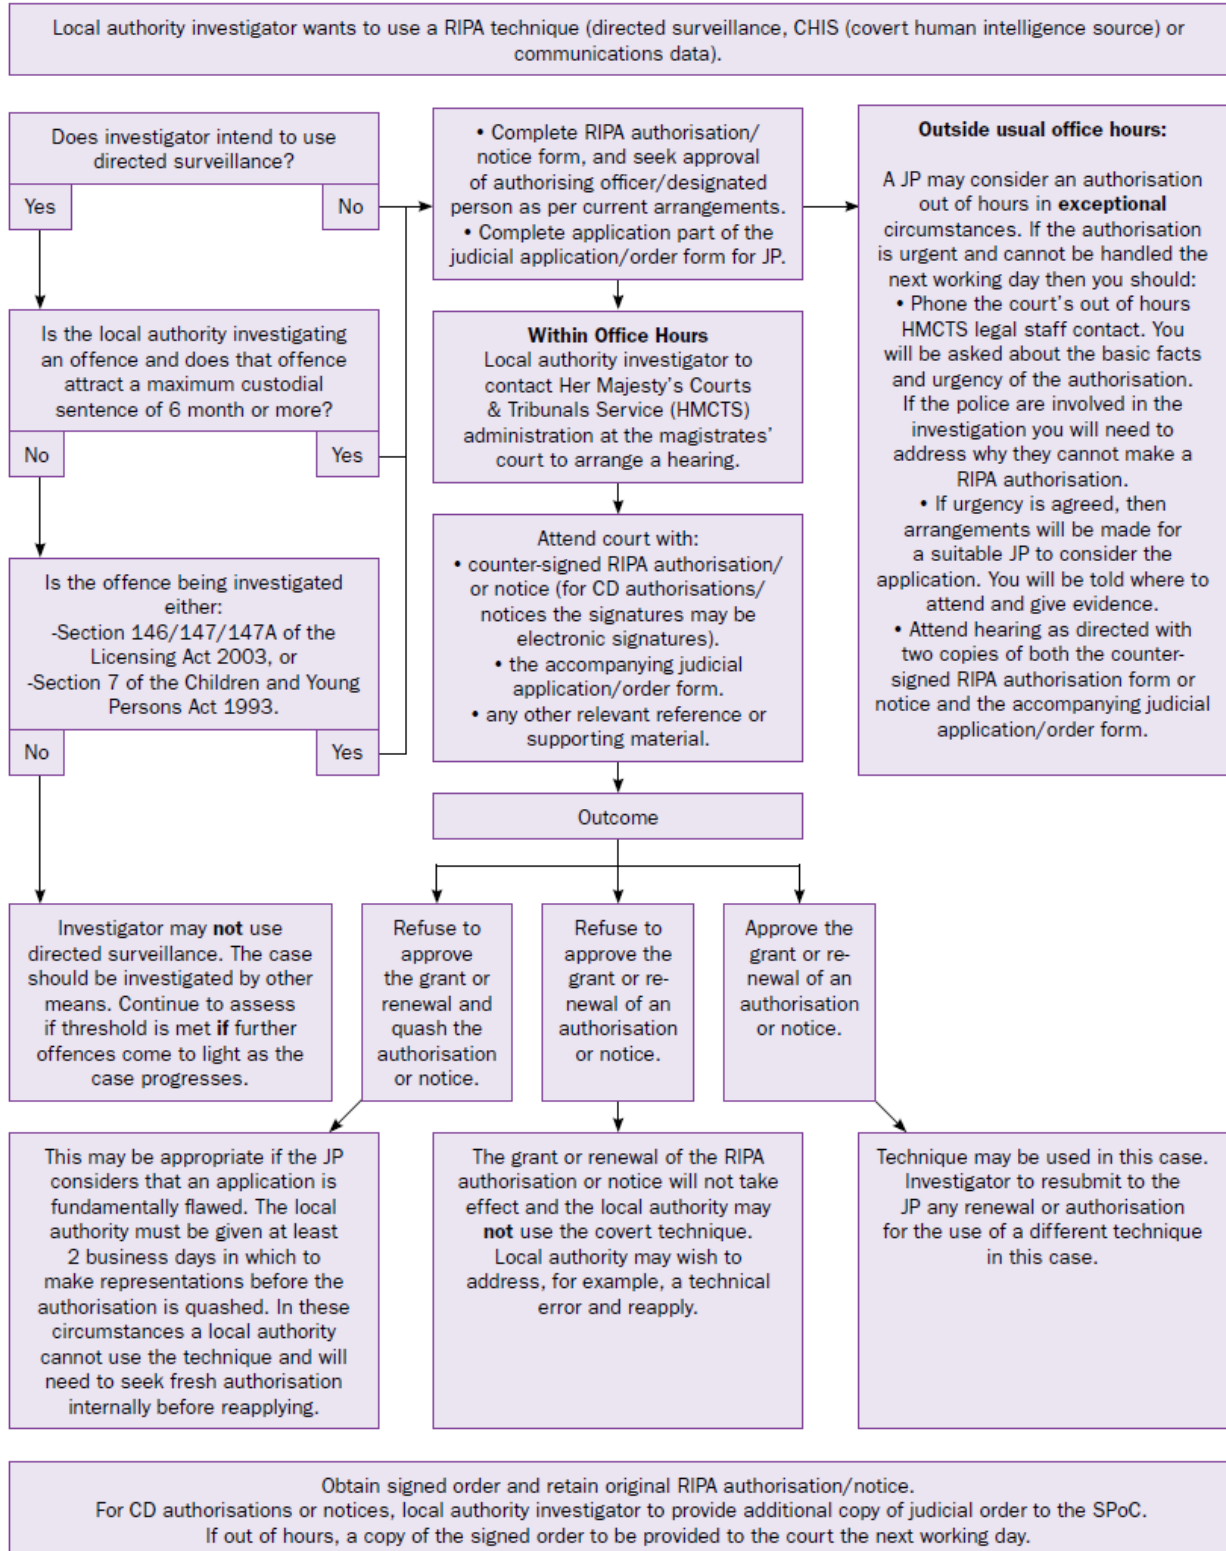 Local authority investigator wants to use a RIPA technique (directed surveillance, CHIS (covert human intelligence source) or
communications data).
Does investigator intend to use
directed surveillance?
Yes
No
Is the local authority investigating
an offence and does that offence
attract a maximum custodial
sentence of 6 month or more?
No
Yes
Is the offence being investigated
either:
-Section 146/147/147A of the
Licensing Act 2003, or
-Section 7 of the Children and Young
Persons Act 1993.
No
Yes
• Complete RIPA authorisation/
notice form, and seek approval
of authorising officer/designated
person as per current arrangements.
• Complete application part of the
judicial application/order form for JP.
Within Office Hours
Local authority investigator to
contact Her Majesty's Courts
& Tribunals Service (HMCTS)
administration at the magistrates'
court to arrange a hearing.
Attend court with:
• counter-signed RIPA authorisation/
or notice (for CD authorisations/
notices the signatures may be
electronic signatures).
• the accompanying judicial
application/order form.
• any other relevant reference or
supporting material.
Outside usual office hours:
A JP may consider an authorisation
out of hours in exceptional
circumstances. If the authorisation
is urgent and cannot be handled the
next working day then you should:
• Phone the court's out of hours
HMCTS legal staff contact. You
will be asked about the basic facts
and urgency of the authorisation.
If the police are involved in the
investigation you will need to
address why they cannot make a
RIPA authorisation.
• If urgency is agreed, then
arrangements will be made for
a suitable JP to consider the
application. You will be told where to
attend and give evidence.
• Attend hearing as directed with
two copies of both the counter-
signed RIPA authorisation form or
notice and the accompanying judicial
application/order form.
Outcome
Investigator may not use
directed surveillance. The case
should be investigated by other
means. Continue to assess
if threshold is met if further
offences come to light as the
case progresses.
Refuse to
approve
the grant or
renewal and
quash the
authorisation
or notice.
Refuse to
approve the
grant or re-
newal of an
authorisation
or notice.
Approve the
grant or re-
newal of an
authorisation
or notice.
This may be appropriate if the JP
considers that an application is
fundamentally flawed. The local
authority must be given at least
2 business days in which to
make representations before the
authorisation is quashed. In these
circumstances a local authority
cannot use the technique and will
need to seek fresh authorisation
internally before reapplying.
The grant or renewal of the RIPA
authorisation or notice will not take
effect and the local authority may
not use the covert technique.
Local authority may wish to
address, for example, a technical
error and reapply.
Technique may be used in this case.
Investigator to resubmit to the
JP any renewal or authorisation
for the use of a different technique
in this case.
Obtain signed order and retain original RIPA authorisation/notice.
For CD authorisations or notices, local authority investigator to provide additional copy of judicial order to the SPoC.
If out of hours, a copy of the signed order to be provided to the court the next working day.